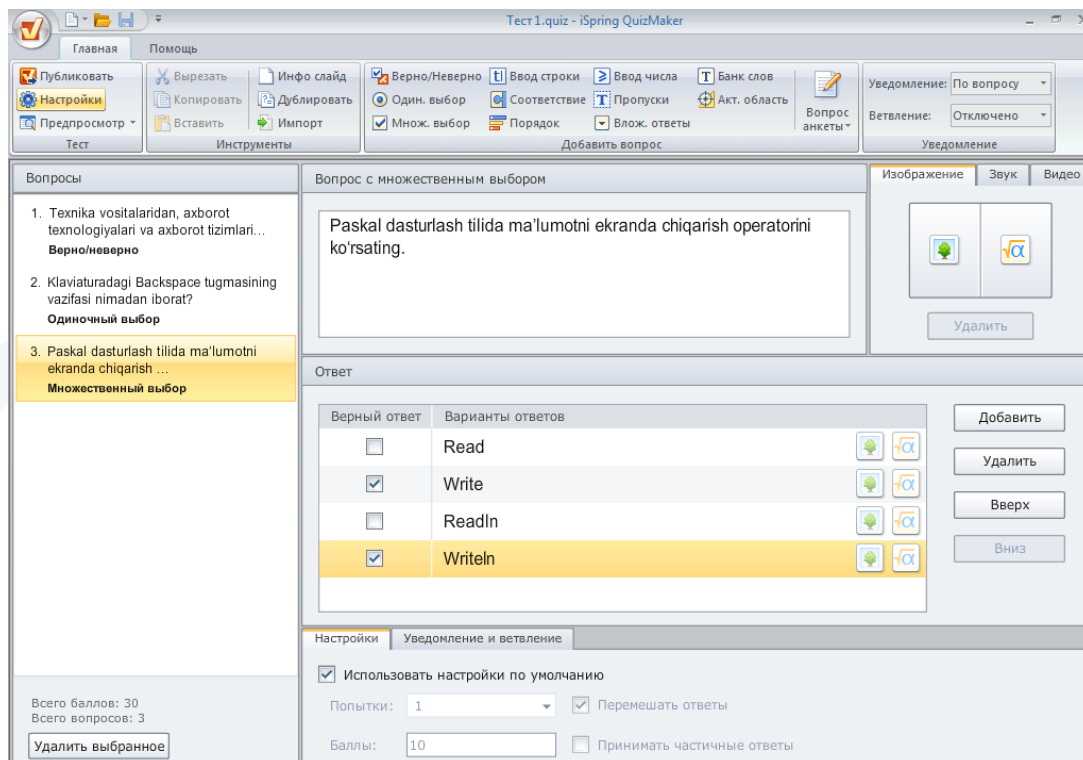 Тест1.quiz - iSpring QuizMaker
Главная Помощь
Публиковать Вырезать Инфо слайд Верно/Неверно Ввод строки Ввод числа Банк слов
Настройки Копировать Дублировать Один. выбор Соответствие Пропуски Акт. область
Предпросмотр Вставить Импорт Множ. выбор Порядок Влож. ответы
Вопрос анкеты
Уведомление: По вопросу
Ветвление: Отключено
Тест Инструменты Добавить вопрос Уведомление
Вопросы
1. Texnika vositalaridan, axborot
texnologiyalari va axborot tizimlari...
Верно/неверно
2. Klaviaturadagi Backspace tugmasining
vazifasi nimadan iborat?
Одиночный выбор
3. Paskal dasturlash tilida ma'lumotni
ekranda chiqarish ...
Множественный выбор
Всего баллов: 30
Всего вопросов: 3
Удалить выбранное
Вопрос с множественным выбором
Paskal dasturlash tilida ma’lumotni ekranda chiqarish operatorini
ko‘rsating.
Изображение Звук Видео
√α
Удалить
Ответ
Верный ответ Варианты ответов
Read √α
Write √α
Readln √α
Writeln √α
Добавить
Удалить
Вверх
Вниз
Настройки Уведомление и ветвление
Использовать настройки по умолчанию
Попытки: 1 Перемешать ответы
Баллы: 10 Принимать частичные ответы